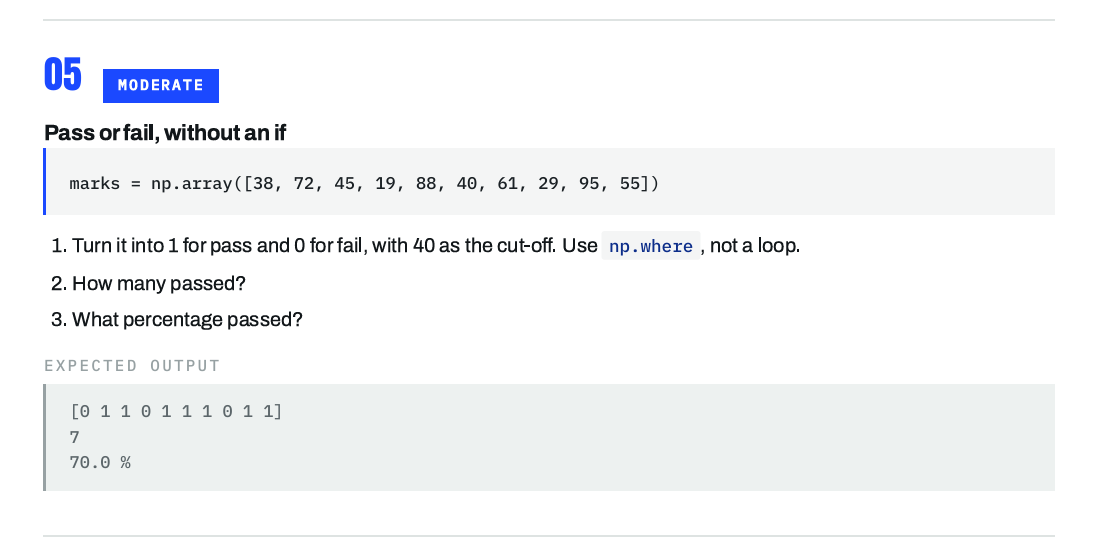 05
MODERATE
Pass or fail, without an if
marks = np.array([38, 72, 45, 19, 88, 40, 61, 29, 95, 55])
1. Turn it into 1 for pass and 0 for fail, with 40 as the cut-off. Use np.where, not a loop.
2. How many passed?
3. What percentage passed?
EXPECTED OUTPUT
[0 1 1 0 1 1 1 0 1 1]
7
70.0 %